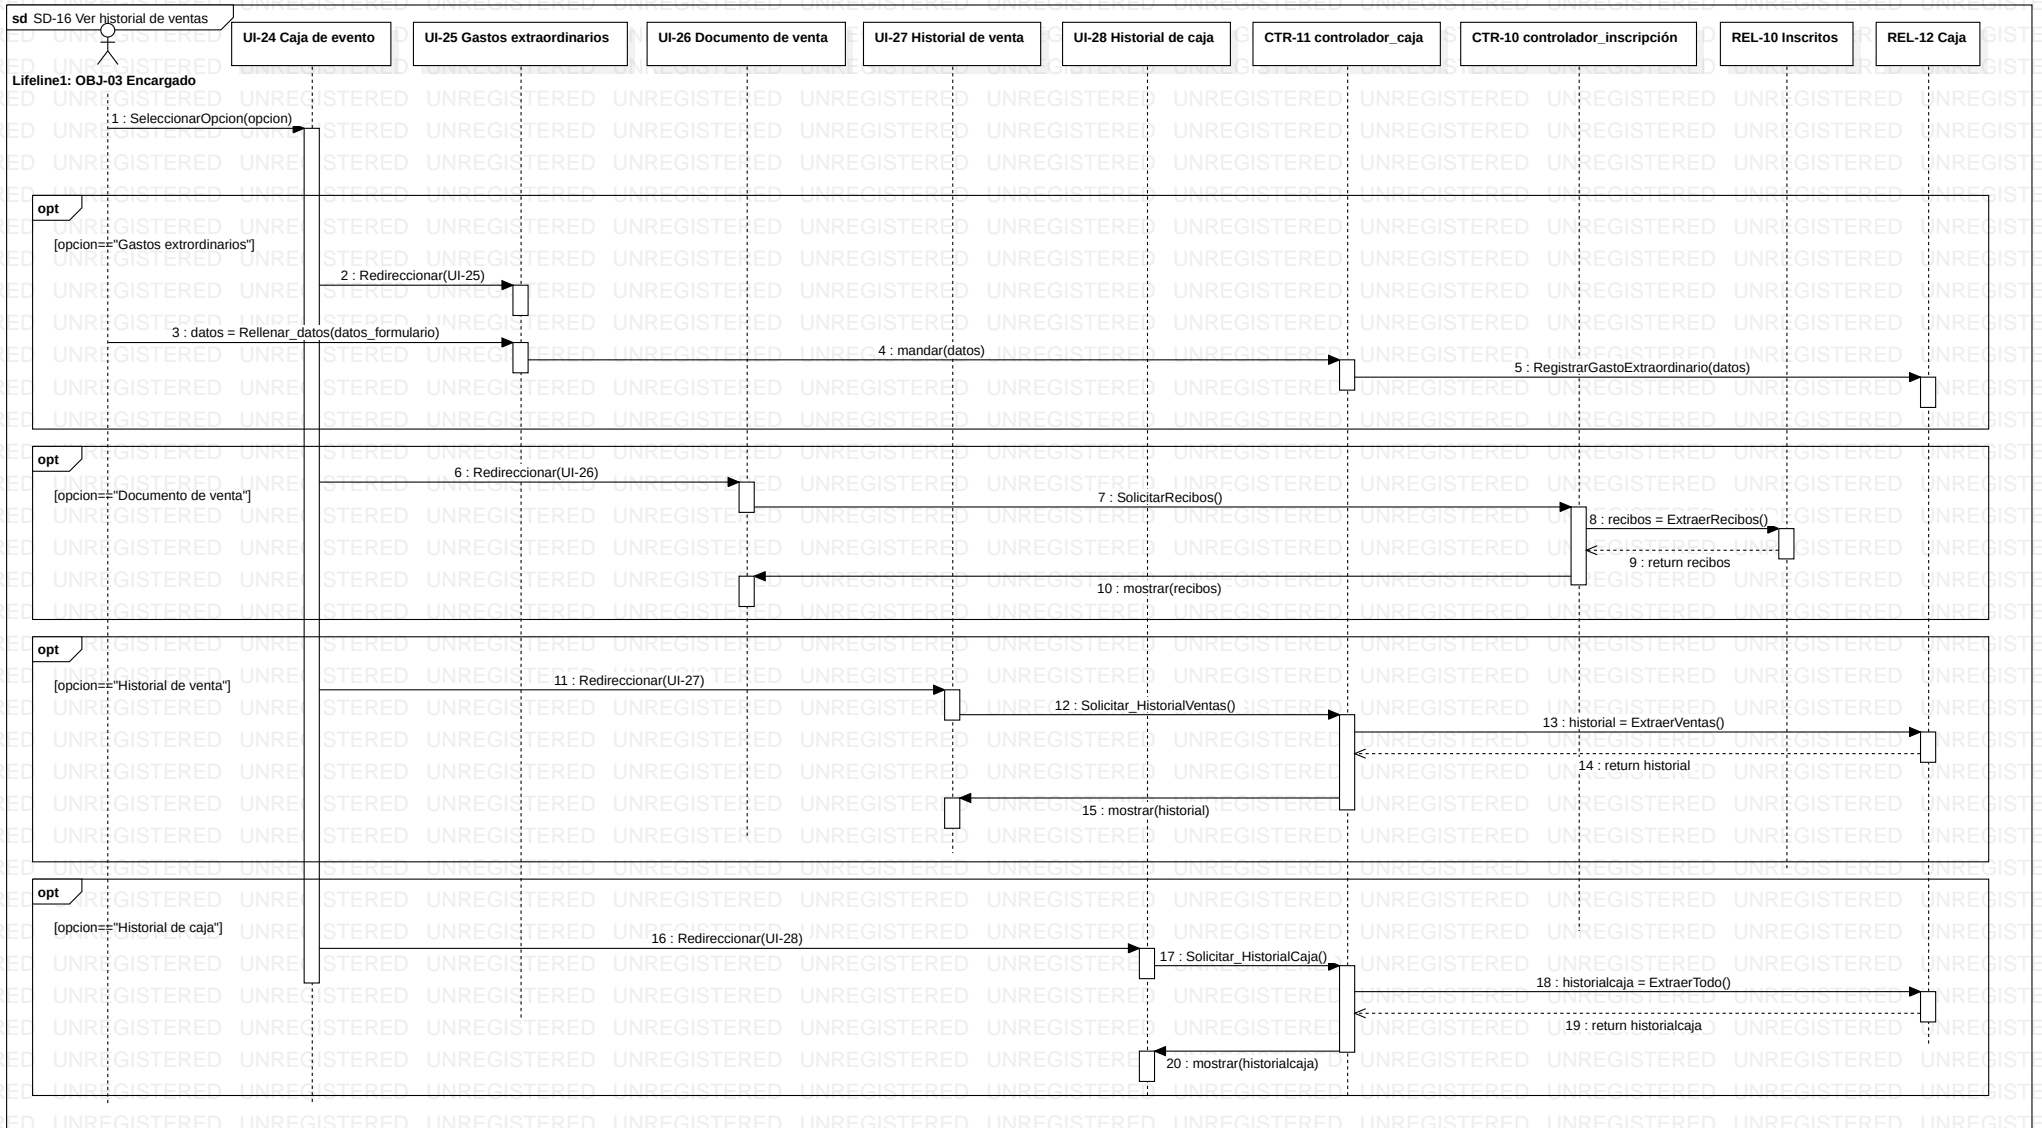 sd SD-16 Ver historial de ventas
Lifeline1: OBJ-03 Encargado
UI-24 Caja de evento
UI-25 Gastos extraordinarios
UI-26 Documento de venta
UI-27 Historial de venta
UI-28 Historial de caja
CTR-11 controlador_caja
CTR-10 controlador_inscripción
REL-10 Inscritos
REL-12 Caja
1 : SeleccionarOpcion(opcion)
opt
[opcion=="Gastos extrordinarios"]
2 : Redireccionar(UI-25)
3 : datos = Rellenar_datos(datos_formulario)
4 : mandar(datos)
5 : RegistrarGastoExtraordinario(datos)
opt
[opcion=="Documento de venta"]
6 : Redireccionar(UI-26)
7 : SolicitarRecibos()
8 : recibos = ExtraerRecibos()
9 : return recibos
10 : mostrar(recibos)
opt
[opcion=="Historial de venta"]
11 : Redireccionar(UI-27)
12 : Solicitar_HistorialVentas()
13 : historial = ExtraerVentas()
14 : return historial
15 : mostrar(historial)
opt
[opcion=="Historial de caja"]
16 : Redireccionar(UI-28)
17 : Solicitar_HistorialCaja()
18 : historialcaja = ExtraerTodo()
19 : return historialcaja
20 : mostrar(historialcaja)
UNREGISTERED